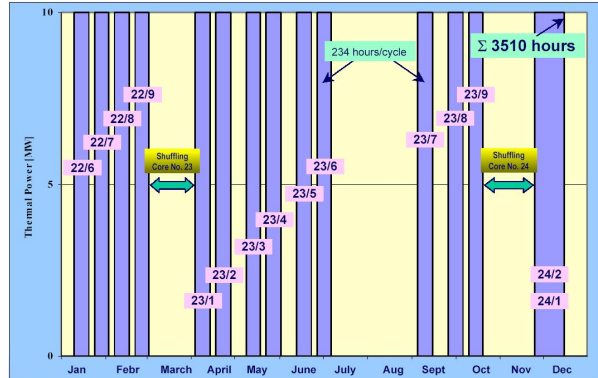 10
Σ 3510 hours
234 hours/cycle
22/9
23/9
22/8
23/8
22/7
23/7
22/6
23/6
Shuffling
Core No. 23
Shuffling
Core No. 24
Thermal Power [MW]
5
23/5
23/4
23/3
23/2
24/2
23/1
24/1
0
Jan Febr March April May June July Aug Sept Oct Nov Dec